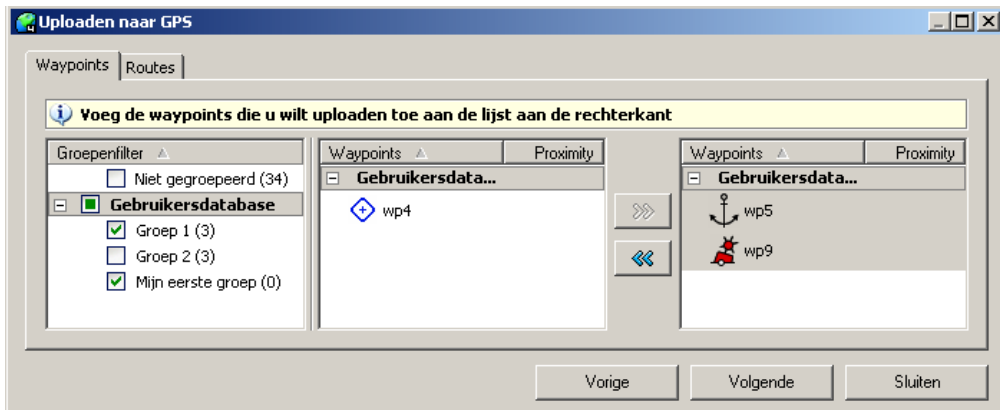 Uploaden naar GPS
Waypoints Routes
Voeg de waypoints die u wilt uploaden toe aan de lijst aan de rechterkant
Groepenfilter
Niet gegroepeerd (34)
Gebruikersdatabase
Groep 1 (3)
Groep 2 (3)
Mijn eerste groep (0)
Waypoints Proximity
Gebruikersdata...
wp4
Waypoints Proximity
Gebruikersdata...
wp5
wp9
Vorige Volgende Sluiten